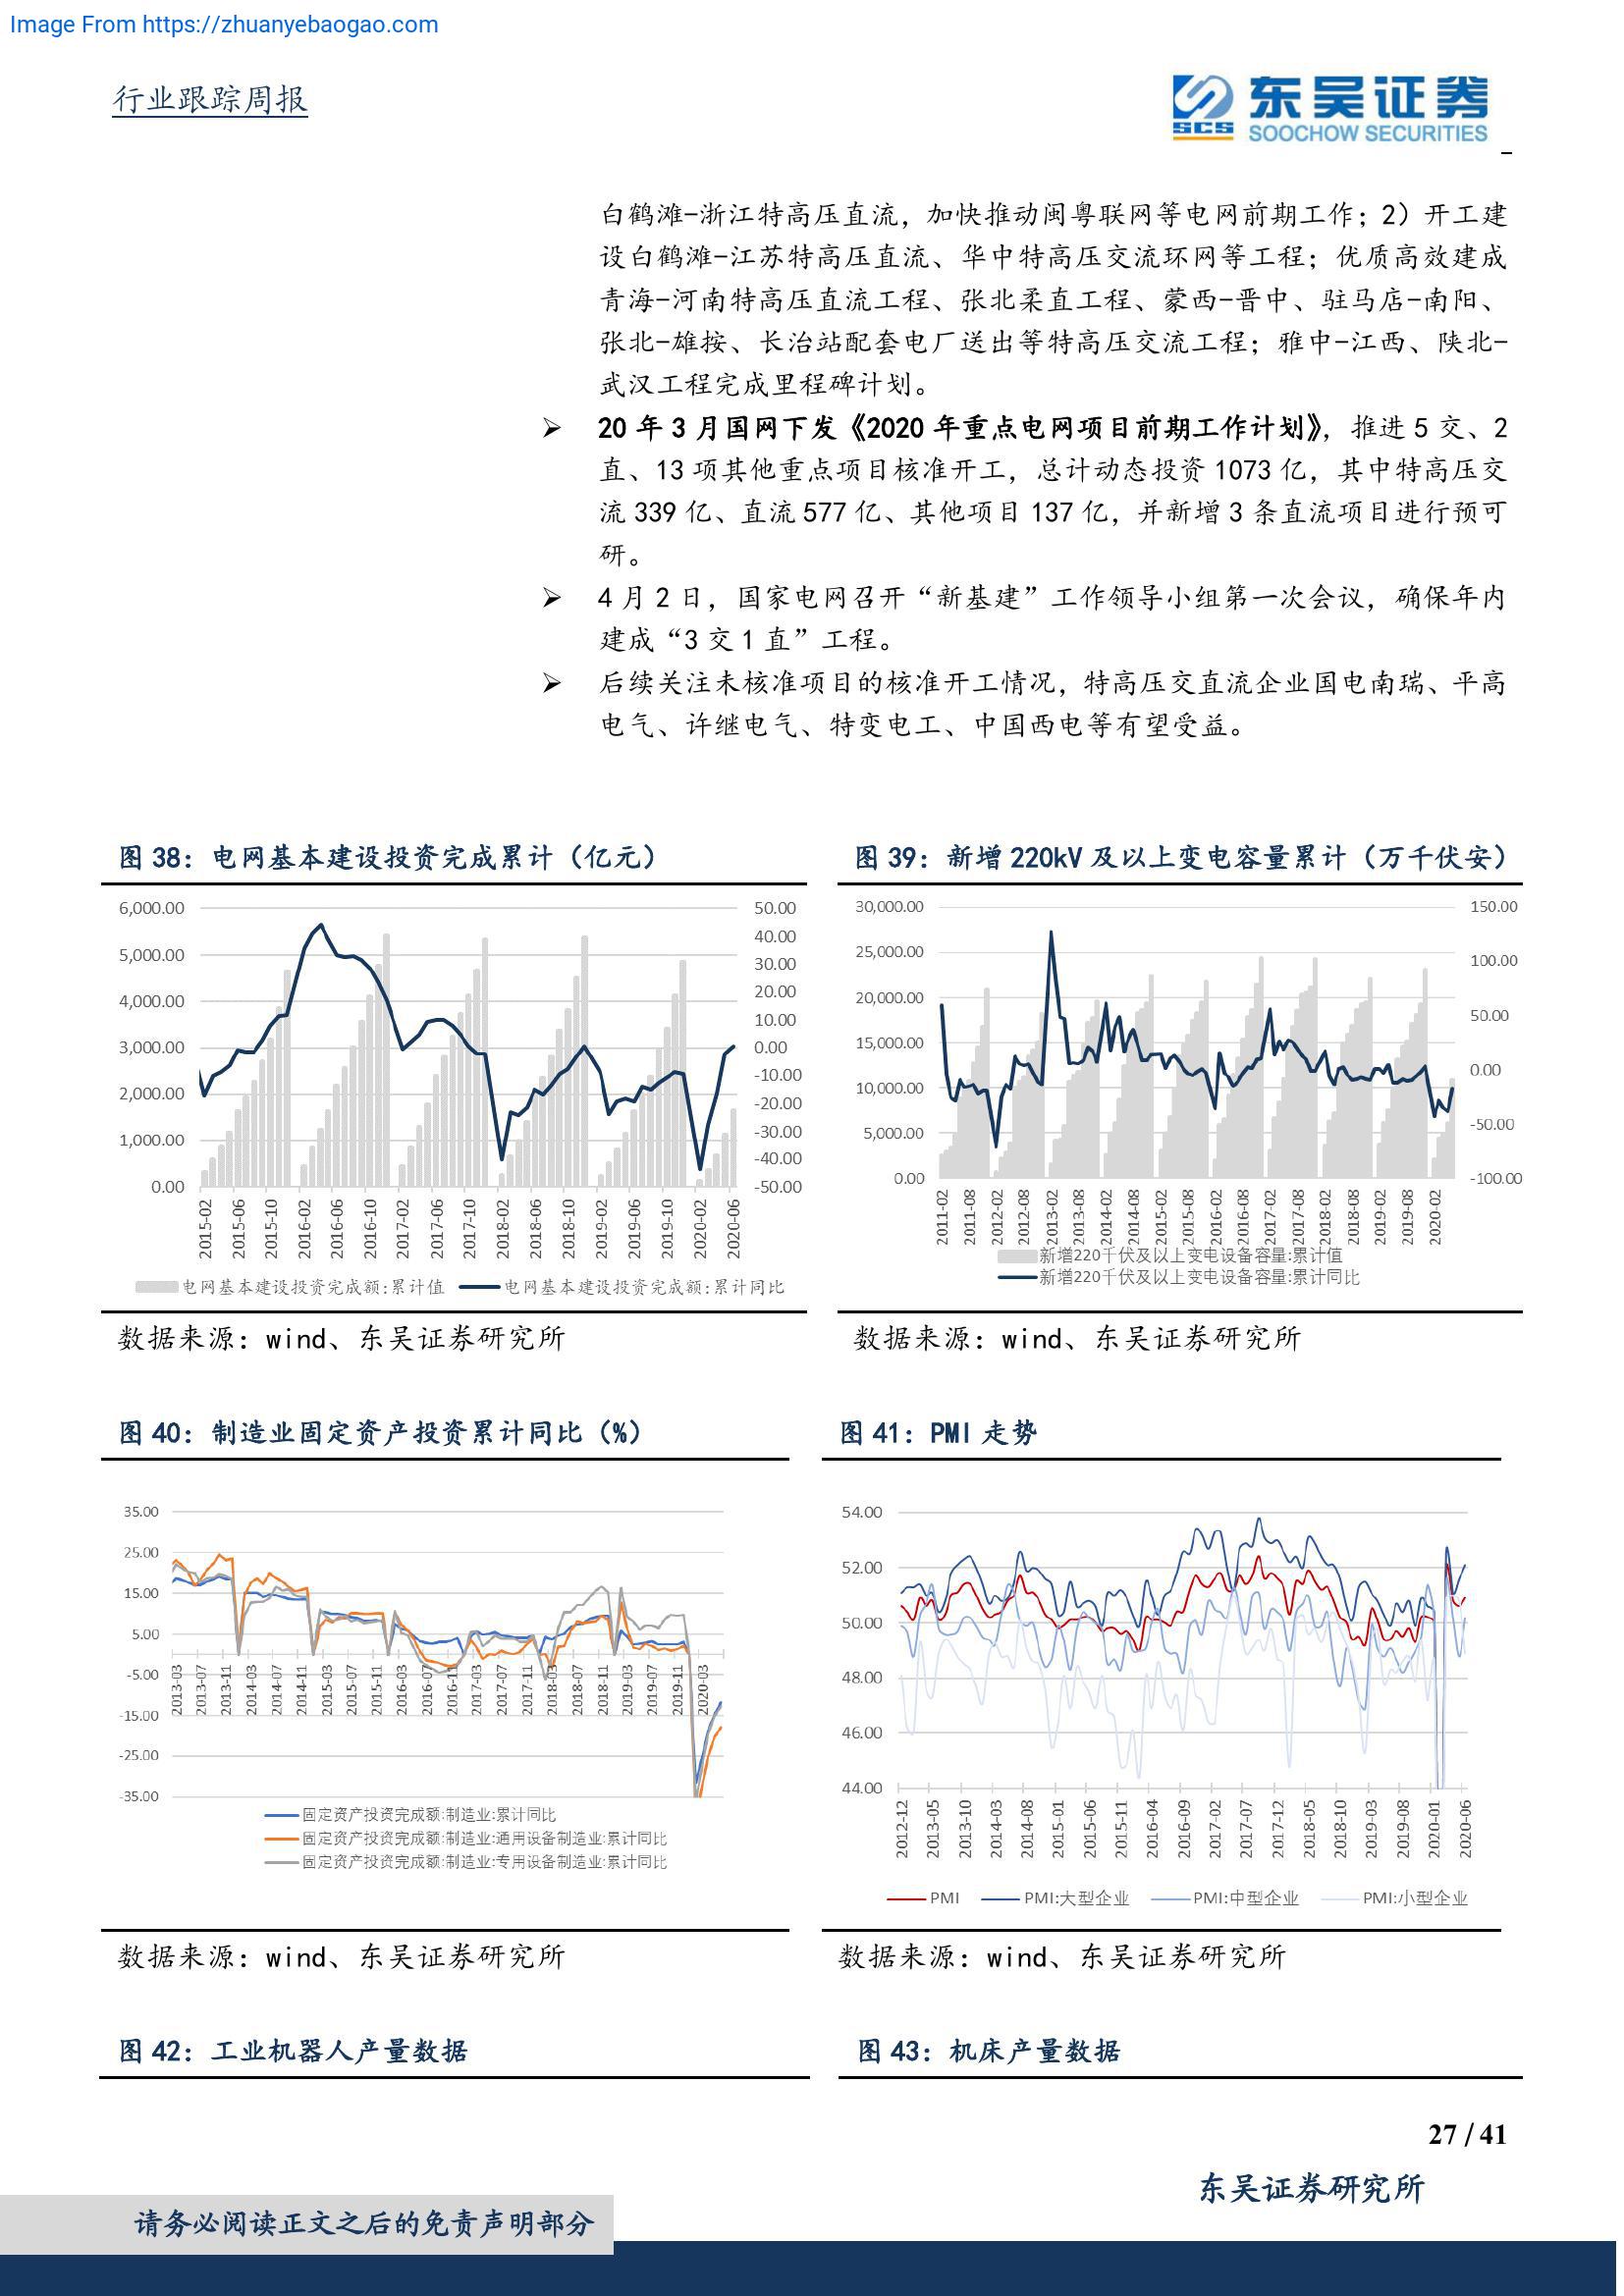 Image From https://zhuanyebaogao.com
行业跟踪周报
SCS 东吴证券
SOOCHOW SECURITIES
白鹤滩-浙江特高压直流，加快推动闽粤联网等电网前期工作；2）开工建
设白鹤滩-江苏特高压直流、华中特高压交流环网等工程；优质高效建成
青海-河南特高压直流工程、张北柔直工程、蒙西-晋中、驻马店-南阳、
张北-雄按、长治站配套电厂送出等特高压交流工程；雅中-江西、陕北-
武汉工程完成里程碑计划。
➢ 20 年 3 月国网下发《2020 年重点电网项目前期工作计划》，推进 5 交、2
直、13 项其他重点项目核准开工，总计动态投资 1073 亿，其中特高压交
流 339 亿、直流 577 亿、其他项目 137 亿，并新增 3 条直流项目进行预可
研。
➢ 4 月 2 日，国家电网召开“新基建”工作领导小组第一次会议，确保年内
建成“3 交 1 直”工程。
➢ 后续关注未核准项目的核准开工情况，特高压交直流企业国电南瑞、平高
电气、许继电气、特变电工、中国西电等有望受益。
图 38：电网基本建设投资完成累计（亿元）
6,000.00
5,000.00
4,000.00
3,000.00
2,000.00
1,000.00
0.00
50.00
40.00
30.00
20.00
10.00
0.00
-10.00
-20.00
-30.00
-40.00
-50.00
2015-02 2015-06 2015-10 2016-02 2016-06 2016-10 2017-02 2017-06 2017-10 2018-02 2018-06 2018-10 2019-02 2019-06 2019-10 2020-02 2020-06
电网基本建设投资完成额:累计值 电网基本建设投资完成额:累计同比
数据来源：wind、东吴证券研究所
图 39：新增 220kV 及以上变电容量累计（万千伏安）
30,000.00
25,000.00
20,000.00
15,000.00
10,000.00
5,000.00
0.00
150.00
100.00
50.00
0.00
-50.00
-100.00
2011-02 2011-08 2012-02 2012-08 2013-02 2013-08 2014-02 2014-08 2015-02 2015-08 2016-02 2016-08 2017-02 2017-08 2018-02 2018-08 2019-02 2019-08 2020-02
新增220千伏及以上变电设备容量:累计值
新增220千伏及以上变电设备容量:累计同比
数据来源：wind、东吴证券研究所
图 40：制造业固定资产投资累计同比（%）
35.00
25.00
15.00
5.00
-5.00
-15.00
-25.00
-35.00
2013-03 2013-07 2013-11 2014-03 2014-07 2014-11 2015-03 2015-07 2015-11 2016-03 2016-07 2016-11 2017-03 2017-07 2017-11 2018-03 2018-07 2018-11 2019-03 2019-07 2019-11 2020-03
固定资产投资完成额:制造业:累计同比
固定资产投资完成额:制造业:通用设备制造业:累计同比
固定资产投资完成额:制造业:专用设备制造业:累计同比
数据来源：wind、东吴证券研究所
图 41：PMI 走势
54.00
52.00
50.00
48.00
46.00
44.00
2012-12 2013-05 2013-10 2014-03 2014-08 2015-01 2015-06 2015-11 2016-04 2016-09 2017-02 2017-07 2017-12 2018-05 2018-10 2019-03 2019-08 2020-01 2020-06
PMI PMI:大型企业 PMI:中型企业 PMI:小型企业
数据来源：wind、东吴证券研究所
图 42：工业机器人产量数据
图 43：机床产量数据
27 / 41
东吴证券研究所
请务必阅读正文之后的免责声明部分